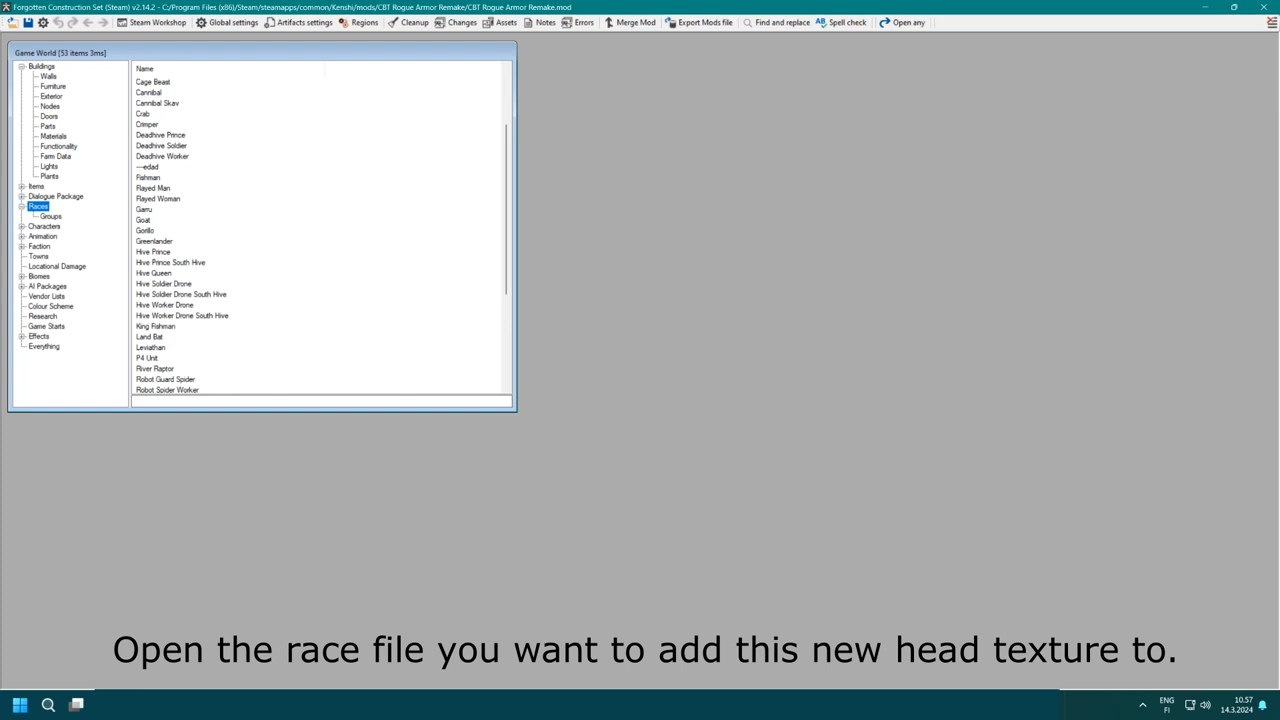 Forgotten Construction Set (Steam) v2.14.2 - C:/Program Files (x86)/Steam/steamapps/common/Kenshi/mods/CBT Rogue Armor Remake/CBT Rogue Armor Remake.mod
Steam Workshop Global settings Artifacts settings Regions Cleanup Changes Assets Notes Errors Merge Mod Export Mods file Find and replace Spell check Open any
Game World [53 items 3ms]
Buildings
Walls
Furniture
Exterior
Nodes
Doors
Parts
Materials
Functionality
Farm Data
Lights
Plants
Items
Dialogue Package
Races
Groups
Characters
Animation
Faction
Towns
Locational Damage
Biomes
AI Packages
Vendor Lists
Colour Scheme
Research
Game Starts
Effects
Everything
Name
Cage Beast
Cannibal
Cannibal Skav
Crab
Crimper
Deadhive Prince
Deadhive Soldier
Deadhive Worker
---edad
Fishman
Flayed Man
Flayed Woman
Garru
Goat
Gorillo
Greenlander
Hive Prince
Hive Prince South Hive
Hive Queen
Hive Soldier Drone
Hive Soldier Drone South Hive
Hive Worker Drone
Hive Worker Drone South Hive
King Fishman
Land Bat
Leviathan
P4 Unit
River Raptor
Robot Guard Spider
Robot Spider Worker
Open the race file you want to add this new head texture to.
ENG
FI
10.57
14.3.2024